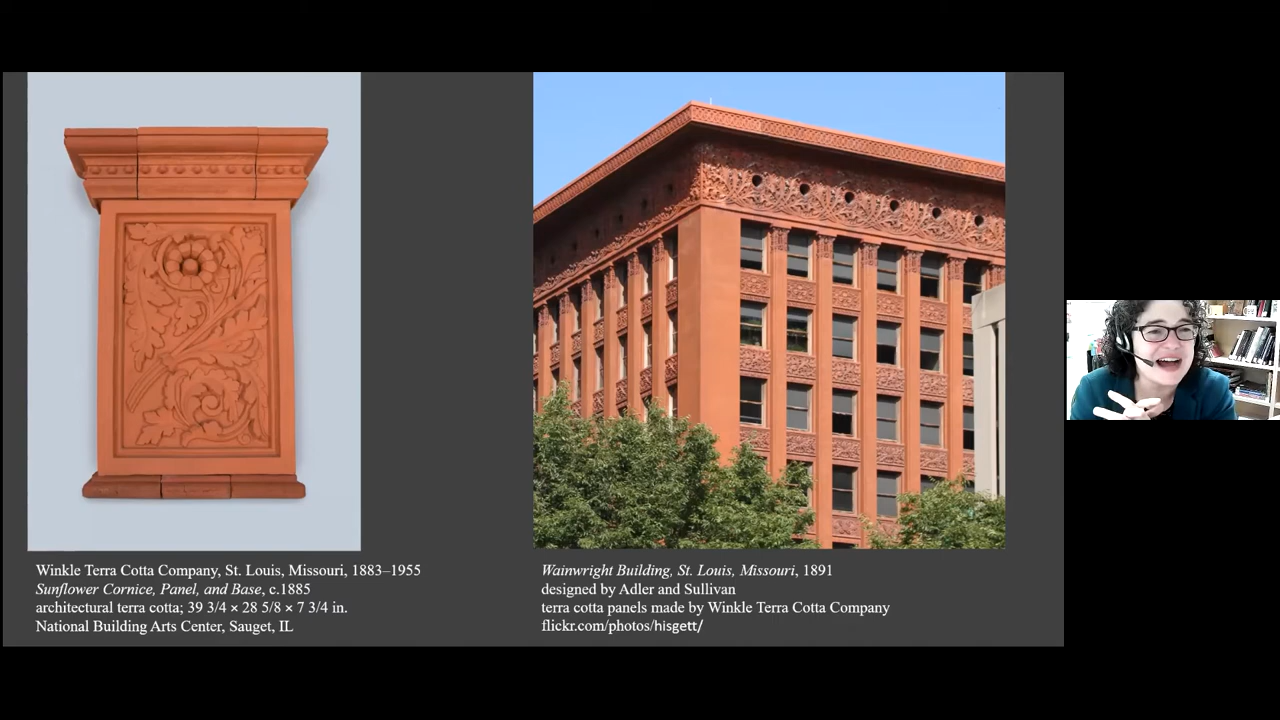 Winkle Terra Cotta Company, St. Louis, Missouri, 1883–1955
Sunflower Cornice, Panel, and Base, c.1885
architectural terra cotta; 39 3/4 × 28 5/8 × 7 3/4 in.
National Building Arts Center, Sauget, IL
Wainwright Building, St. Louis, Missouri, 1891
designed by Adler and Sullivan
terra cotta panels made by Winkle Terra Cotta Company
flickr.com/photos/hisgett/